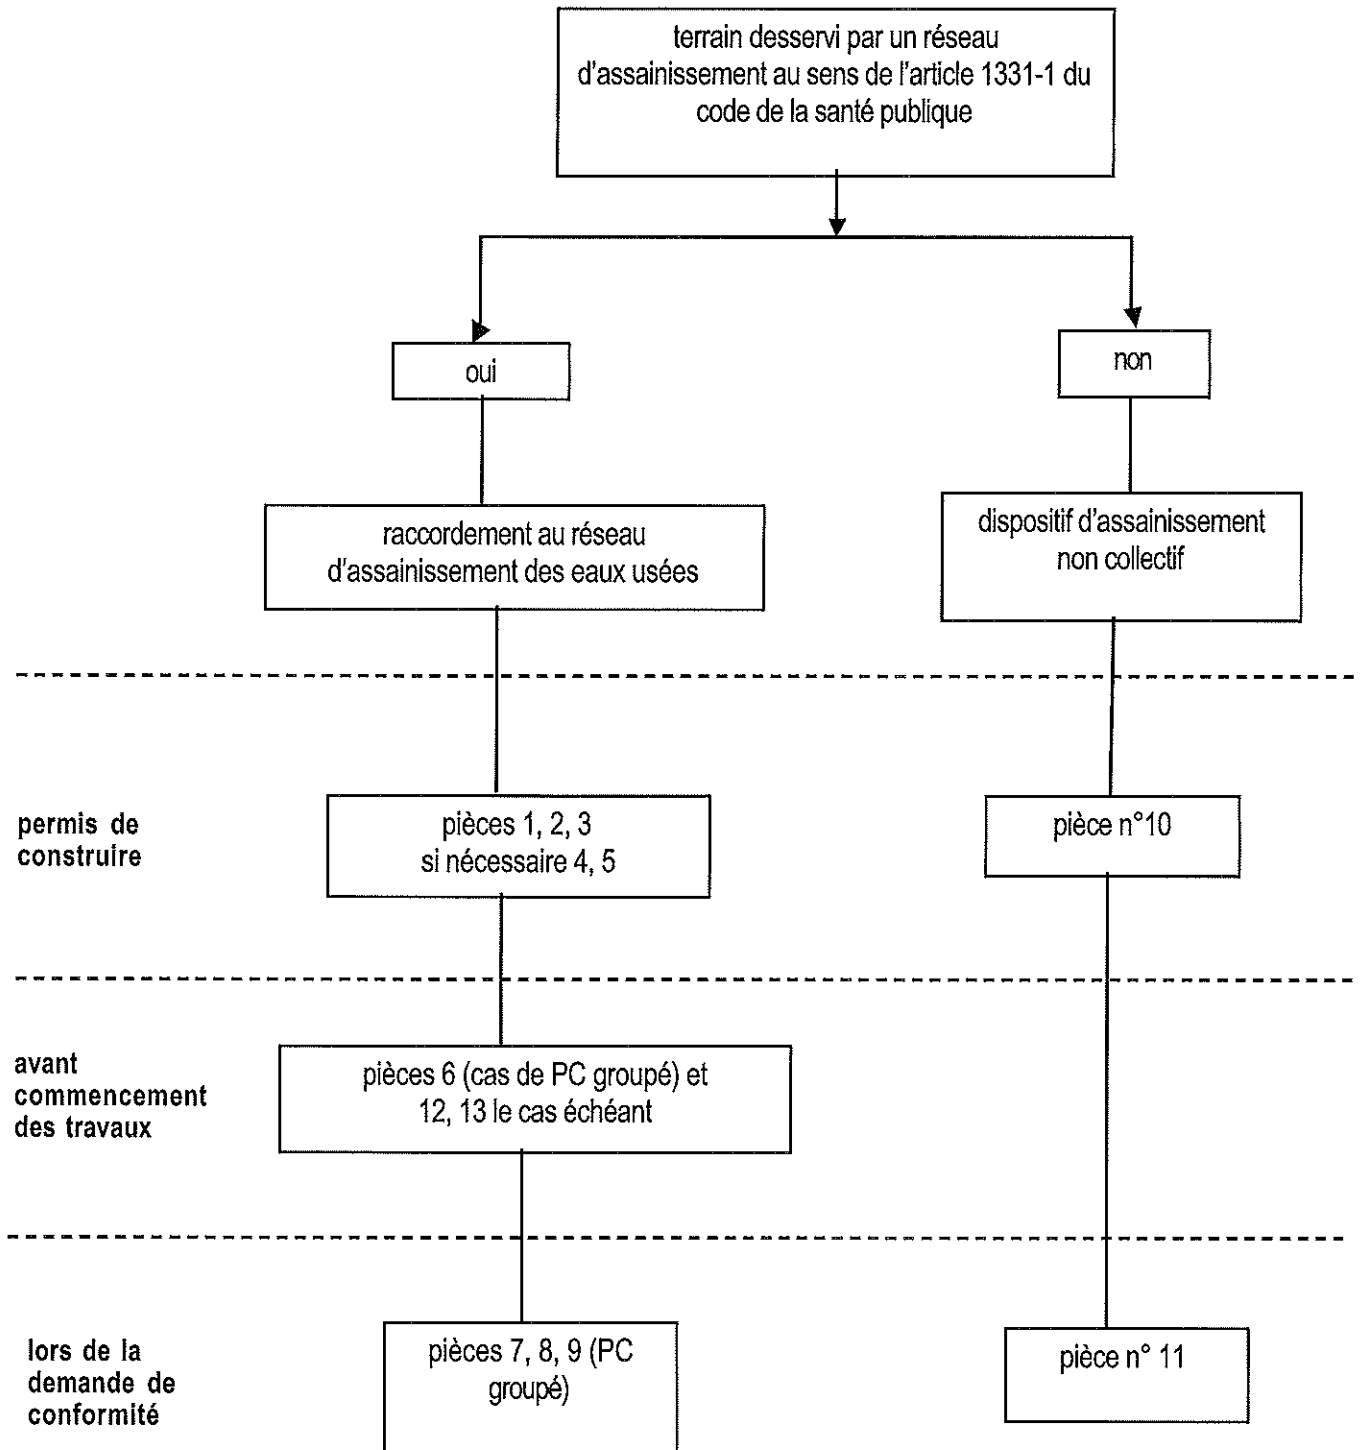 terrain desservi par un réseau
d'assainissement au sens de l'article 1331-1 du
code de la santé publique
oui
non
raccordement au réseau
d'assainissement des eaux usées
dispositif d'assainissement
non collectif
permis de
construire
pièces 1, 2, 3
si nécessaire 4, 5
pièce n°10
avant
commencement
des travaux
pièces 6 (cas de PC groupé) et
12, 13 le cas échéant
lors de la
demande de
conformité
pièces 7, 8, 9 (PC
groupé)
pièce n° 11